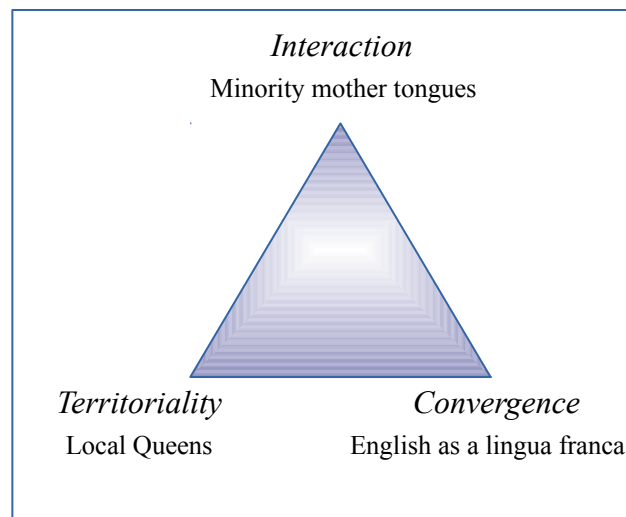 Interaction
Minority mother tongues
Territoriality
Convergence
Local Queens
English as a lingua franca